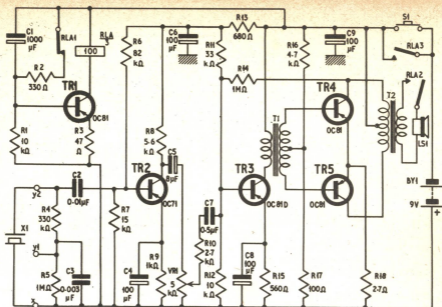 C1
1000
µF
RLA1
RLA
100
R2
330Ω
TR1
OC81
R1
10
kΩ
R3
47
Ω
R6
82
kΩ
C6
100
µF
R8
5-6
kΩ
C5
8µF
TR2
OC71
R7
15
kΩ
C2
0-01µF
y2
X1
y1
R4
330
kΩ
R5
1MΩ
C3
0-003
µF
C4
100
µF
R9
1kΩ
VR1
5
kΩ
R10
2-7
kΩ
C7
0-5µF
R11
33
kΩ
R15
680Ω
R14
1MΩ
R16
4-7
kΩ
C9
100
µF
T1
TR3
OC81D
R12
10
kΩ
C8
100
µF
R15
560Ω
R17
100Ω
TR4
OC81
TR5
OC81
R18
2-7Ω
T2
S1
RLA3
RLA2
LS1
BY1
9V